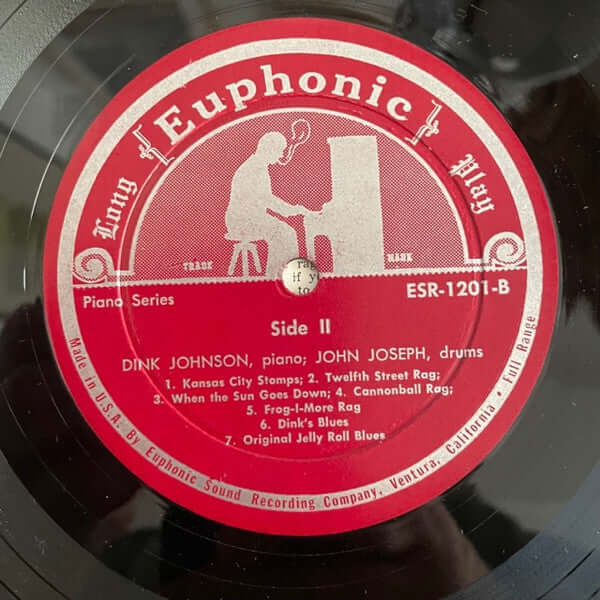 Euphonic
Long Play
TRADE MARK
if y
to
Piano Series
ESR-1201-B
Side II
DINK JOHNSON, piano; JOHN JOSEPH, drums
1. Kansas City Stomps; 2. Twelfth Street Rag;
3. When the Sun Goes Down; 4. Cannonball Rag;
5. Frog-I-More Rag
6. Dink's Blues
7. Original Jelly Roll Blues
Made in U.S.A. By Euphonic Sound Recording Company, Ventura, California • Full Range